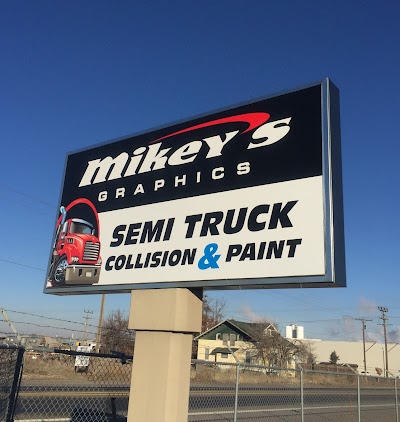 mikey's
GRAPHICS
SEMI TRUCK
COLLISION & PAINT